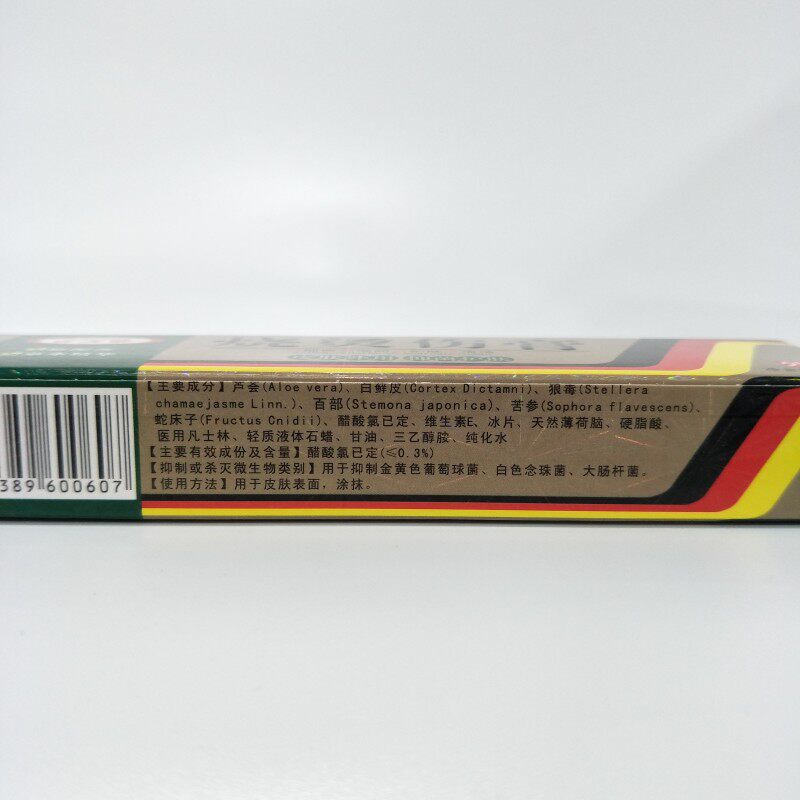 【主要成分】芦荟(Aloe vera)、白鲜皮(Cortex Dictamni)、狼毒(Stellera
chamaejasme Linn.)、百部(Stemona japonica)、苦参(Sophora flavescens)、
蛇床子(Fructus Cnidii)、醋酸氯已定、维生素E、冰片、天然薄荷脑、硬脂酸、
医用凡士林、轻质液体石蜡、甘油、三乙醇胺、纯化水
【主要有效成份及含量】醋酸氯已定(≤0.3%)
【抑制或杀灭微生物类别】用于抑制金黄色葡萄球菌、白色念珠菌、大肠杆菌。
【使用方法】用于皮肤表面，涂抹。
389600607